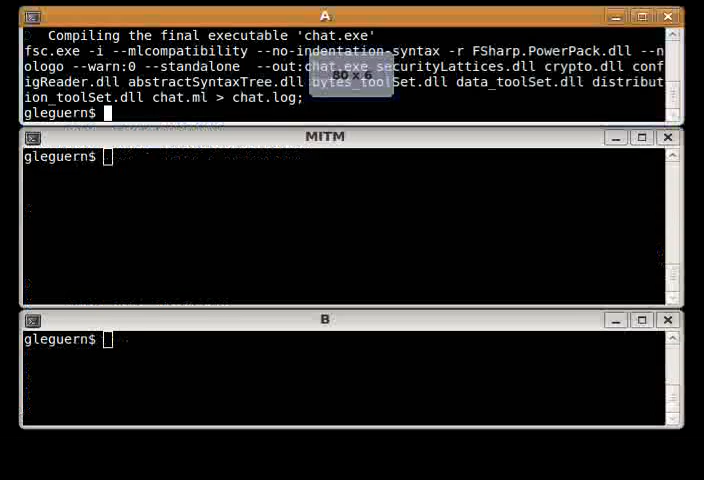 A
Compiling the final executable 'chat.exe'
fsc.exe -i --mlcompatibility --no-indentation-syntax -r FSharp.PowerPack.dll --n
ologo --warn:0 --standalone  --out:chat.exe securityLattices.dll crypto.dll conf
igReader.dll abstractSyntaxTree.dll bytes_toolSet.dll data_toolSet.dll distribut
ion_toolSet.dll chat.ml > chat.log;
80 x 6
gleguern$
MITM
gleguern$
B
gleguern$